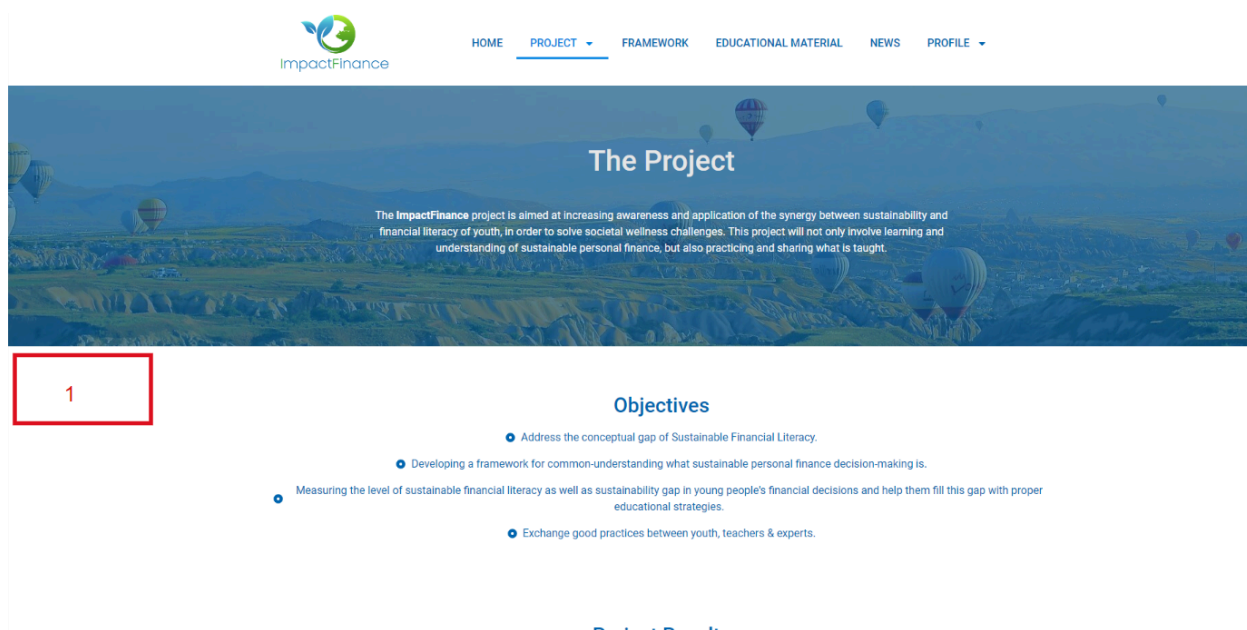 ImpactFinance
HOME PROJECT FRAMEWORK EDUCATIONAL MATERIAL NEWS PROFILE
The Project
The ImpactFinance project is aimed at increasing awareness and application of the synergy between sustainability and
financial literacy of youth, in order to solve societal wellness challenges. This project will not only involve learning and
understanding of sustainable personal finance, but also practicing and sharing what is taught.
1
Objectives
Address the conceptual gap of Sustainable Financial Literacy.
Developing a framework for common-understanding what sustainable personal finance decision-making is.
Measuring the level of sustainable financial literacy as well as sustainability gap in young people's financial decisions and help them fill this gap with proper
educational strategies.
Exchange good practices between youth, teachers & experts.